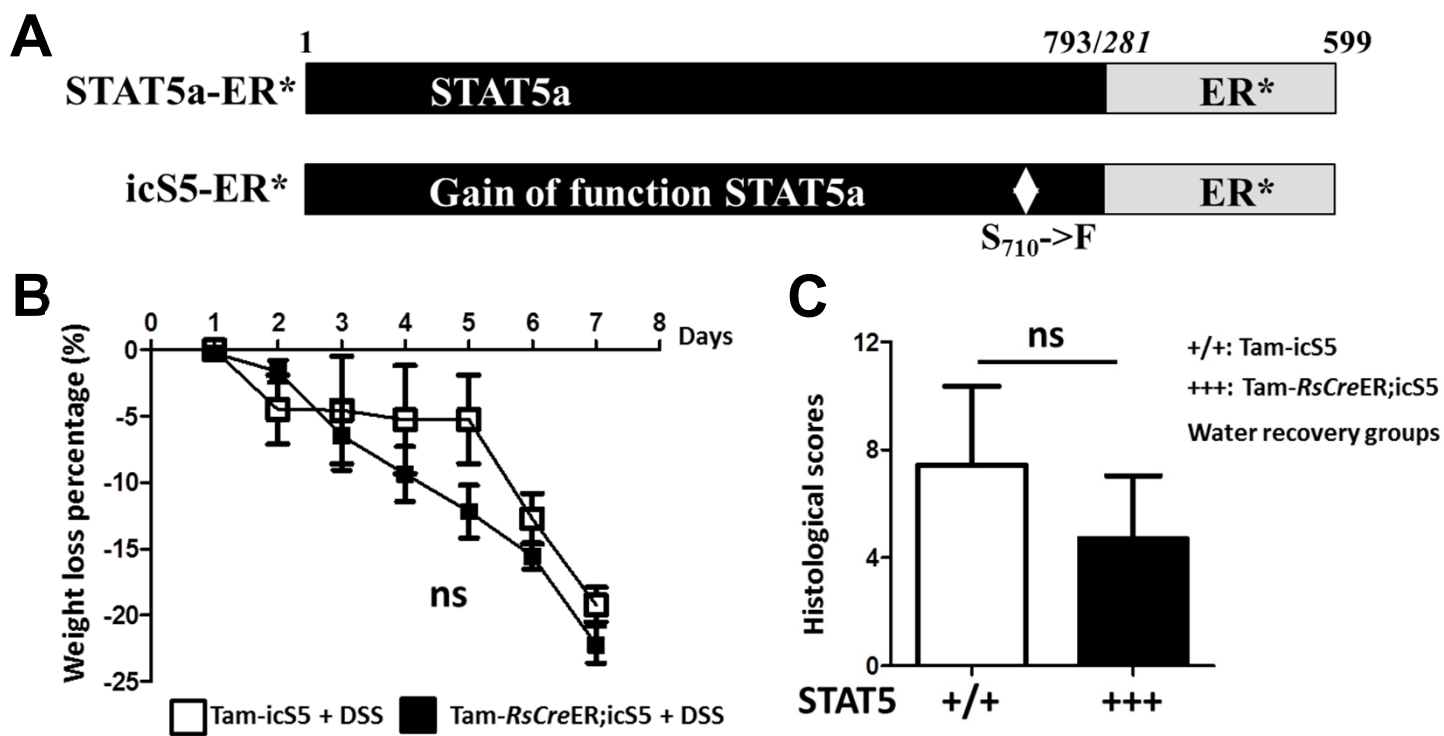 A
1 793/281 599
STAT5a-ER* STAT5a ER*
icS5-ER* Gain of function STAT5a ER*
S710->F
B
0 1 2 3 4 5 6 7 8 Days
Weight loss percentage (%)
0
-5
-10
-15
-20
-25
ns
Tam-icS5 + DSS Tam-RsCreER;icS5 + DSS
C
Histological scores
12
8
4
0
ns
+/+: Tam-icS5
+++: Tam-RsCreER;icS5
Water recovery groups
STAT5 +/+ +++